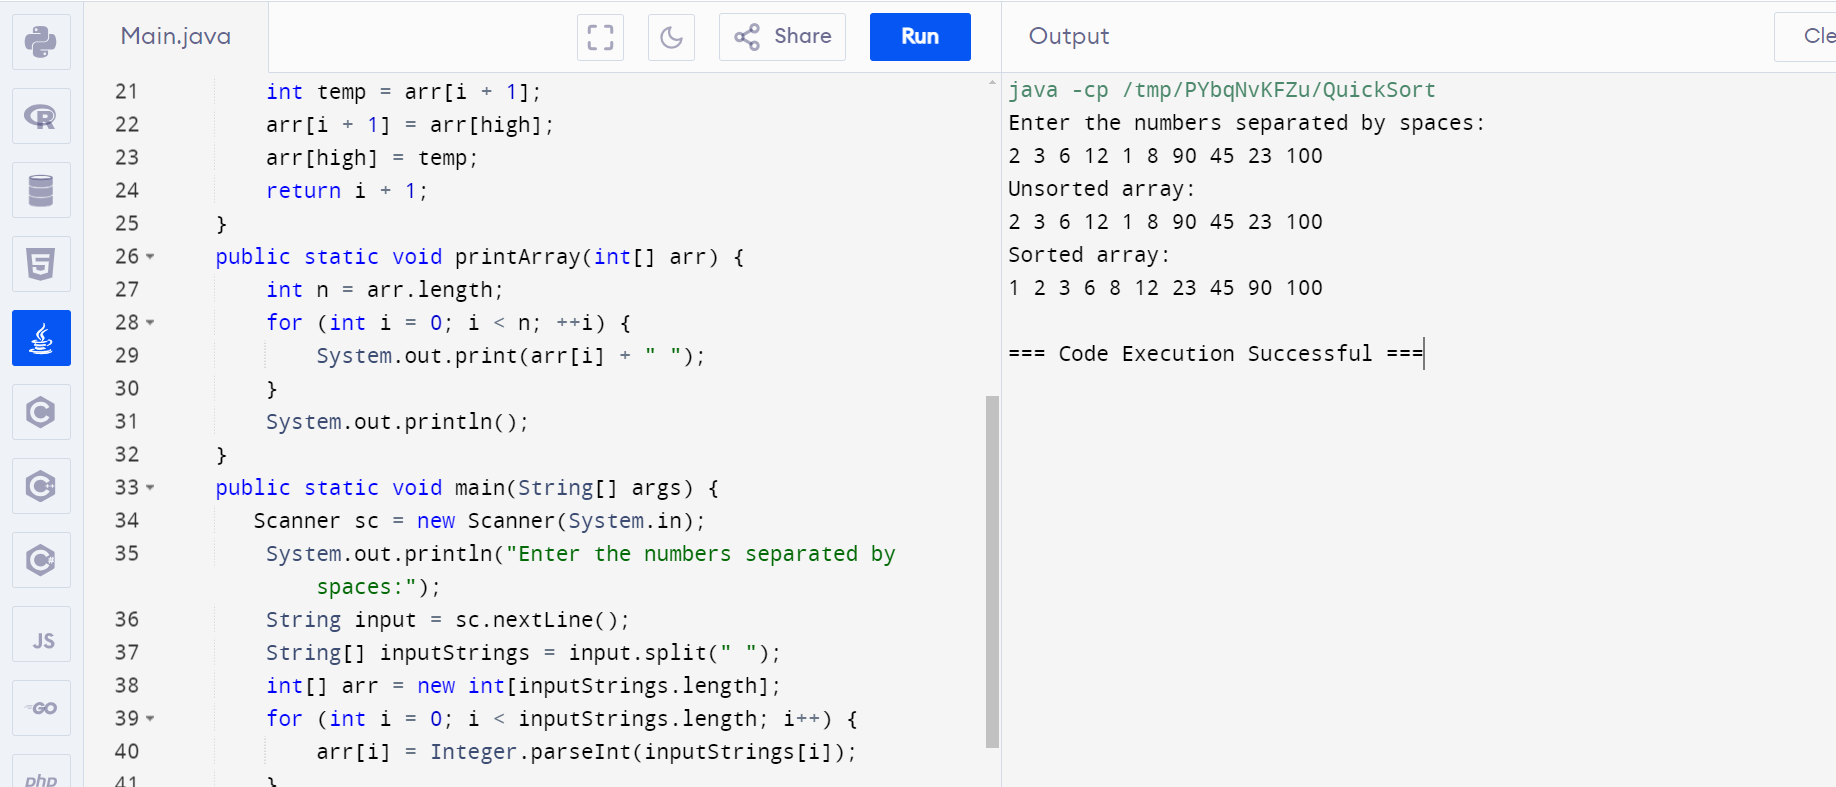 Main.java
Share
Run
Output
Cle
21 int temp = arr[i + 1];
22 arr[i + 1] = arr[high];
23 arr[high] = temp;
24 return i + 1;
25 }
26 public static void printArray(int[] arr) {
27 int n = arr.length;
28 for (int i = 0; i < n; ++i) {
29 System.out.print(arr[i] + " ");
30 }
31 System.out.println();
32 }
33 public static void main(String[] args) {
34 Scanner sc = new Scanner(System.in);
35 System.out.println("Enter the numbers separated by
spaces:");
36 String input = sc.nextLine();
37 String[] inputStrings = input.split(" ");
38 int[] arr = new int[inputStrings.length];
39 for (int i = 0; i < inputStrings.length; i++) {
40 arr[i] = Integer.parseInt(inputStrings[i]);
41 }
java -cp /tmp/PYbqNvKFZu/QuickSort
Enter the numbers separated by spaces:
2 3 6 12 1 8 90 45 23 100
Unsorted array:
2 3 6 12 1 8 90 45 23 100
Sorted array:
1 2 3 6 8 12 23 45 90 100
=== Code Execution Successful ===
R
5
C
C++
C#
JS
GO
php